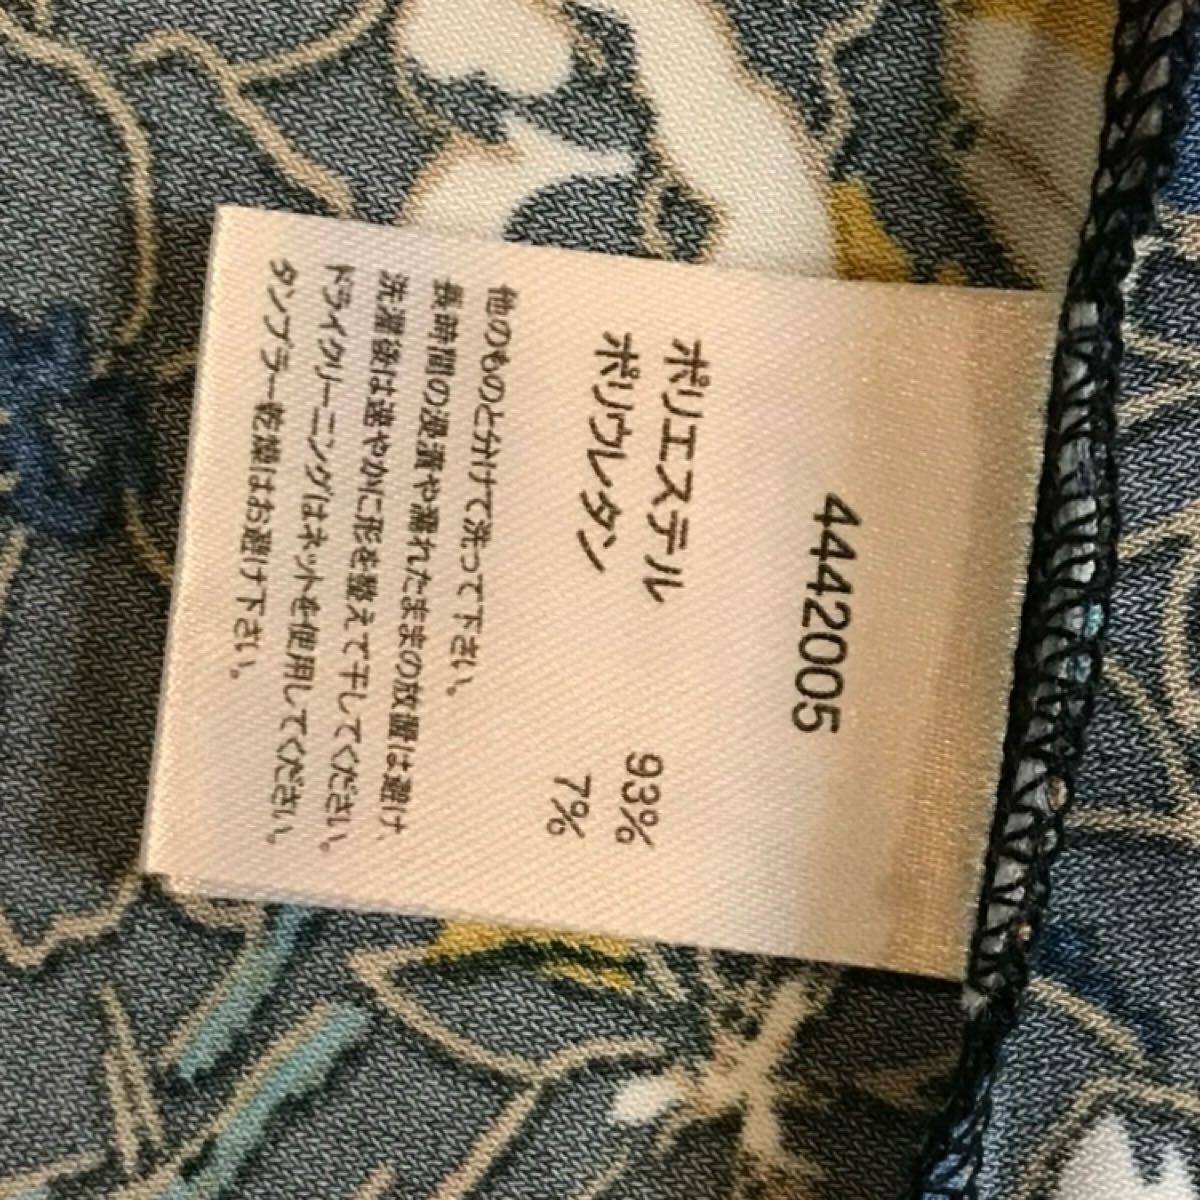 4442005
ポリエステル 93%
ポリウレタン 7%
他のものと分けて洗って下さい。
長時間の浸漬や濡れたままの放置は避け
洗濯後は速やかに形を整えて干してください。
ドライクリーニングはネットを使用してください。
タンブラー乾燥はお避け下さい。